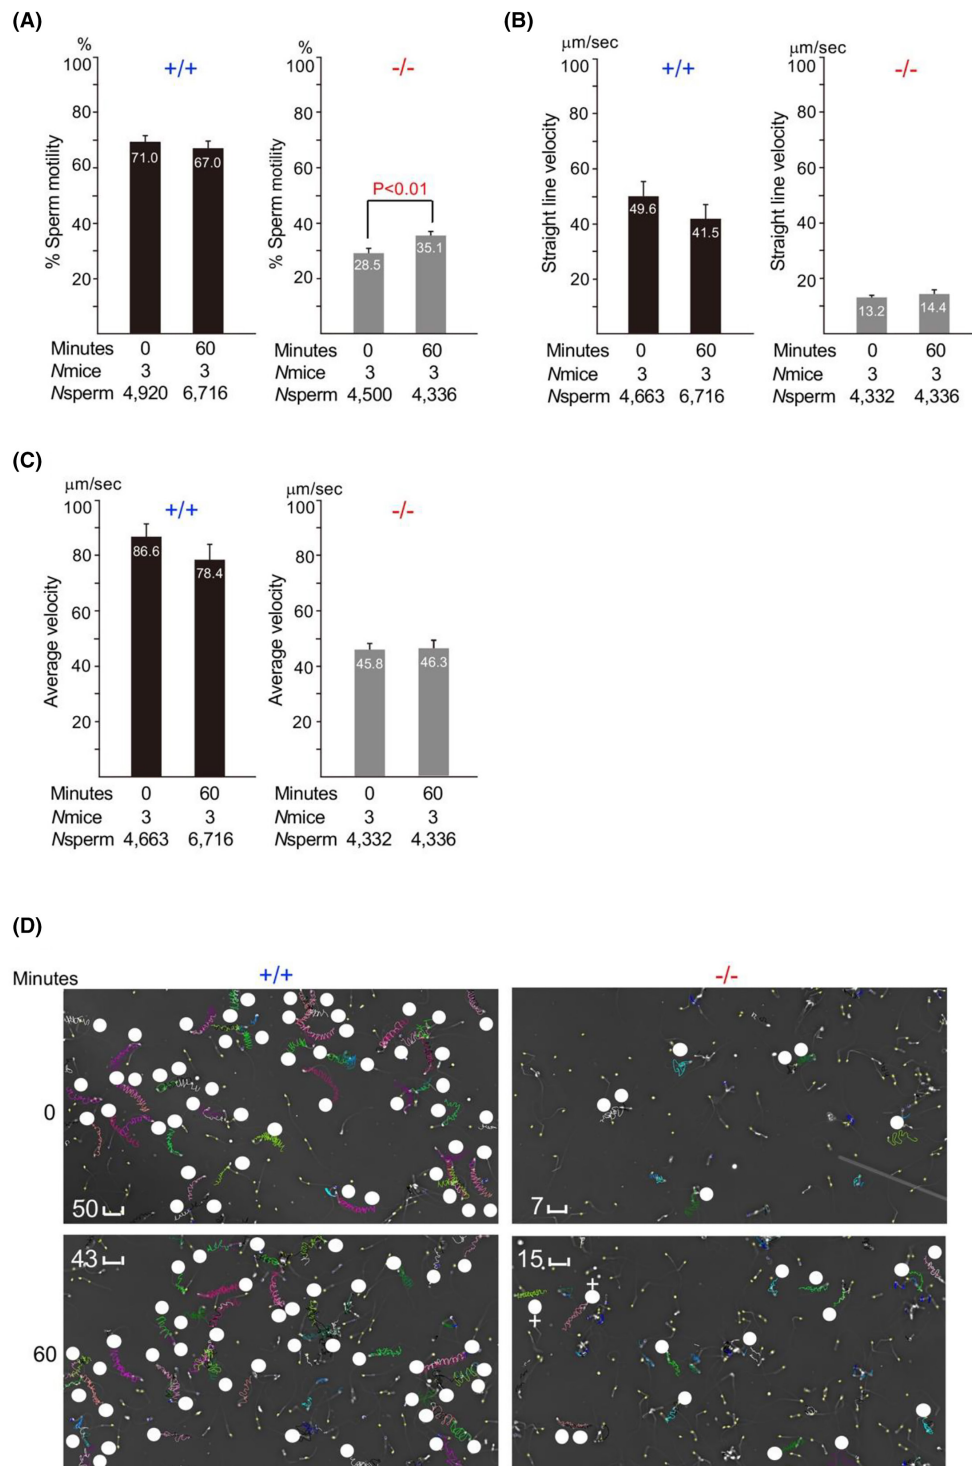 (A)
%
100
80
60
40
20
% Sperm motility
+/+
71.0
67.0
Minutes 0 60
Nmice 3 3
Nsperm 4,920 6,716
%
100
80
60
40
20
% Sperm motility
-/-
P<0.01
28.5
35.1
Minutes 0 60
Nmice 3 3
Nsperm 4,500 4,336
(B)
μm/sec
100
80
60
40
20
Straight line velocity
+/+
49.6
41.5
Minutes 0 60
Nmice 3 3
Nsperm 4,663 6,716
μm/sec
100
80
60
40
20
Straight line velocity
-/-
13.2
14.4
Minutes 0 60
Nmice 3 3
Nsperm 4,332 4,336
(C)
μm/sec
100
80
60
40
20
Average velocity
+/+
86.6
78.4
Minutes 0 60
Nmice 3 3
Nsperm 4,663 6,716
100
80
60
40
20
Average velocity
-/-
45.8
46.3
Minutes 0 60
Nmice 3 3
Nsperm 4,332 4,336
(D)
Minutes
+/+
-/-
0
50
7
60
43
15